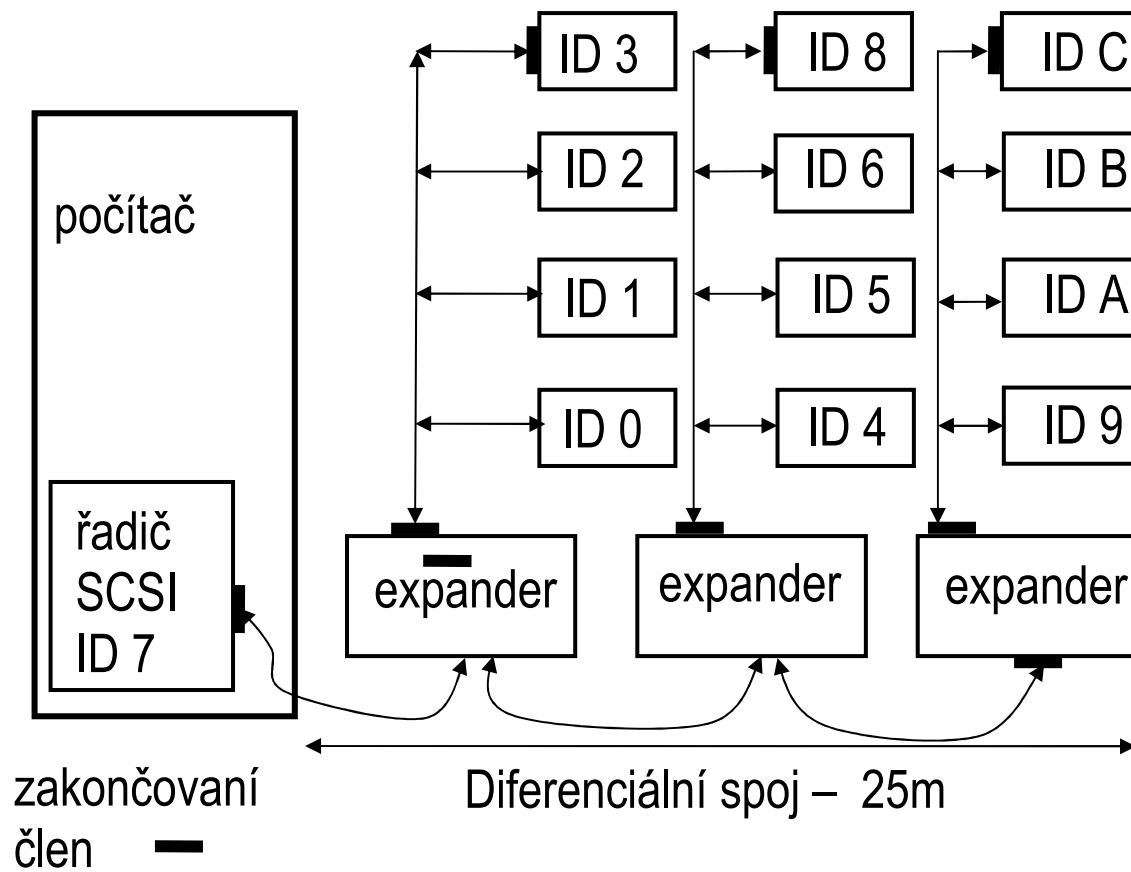 ID 3
ID 8
ID C
ID 2
ID 6
ID B
počítač
ID 1
ID 5
ID A
ID 0
ID 4
ID 9
řadič
SCSI
ID 7
expander
expander
expander
zakončovaní
člen
Diferenciální spoj – 25m